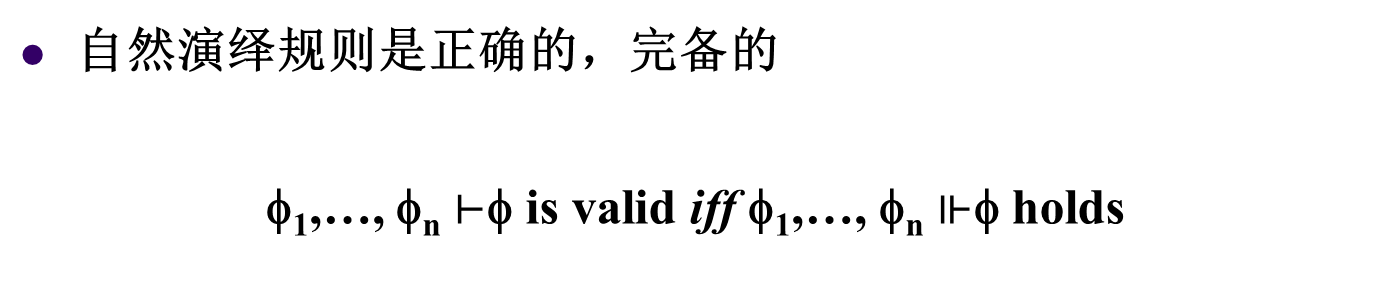 ● 自然演绎规则是正确的，完备的
ϕ₁,…, ϕₙ ⊢ϕ is valid iff ϕ₁,…, ϕₙ ⊩ϕ holds